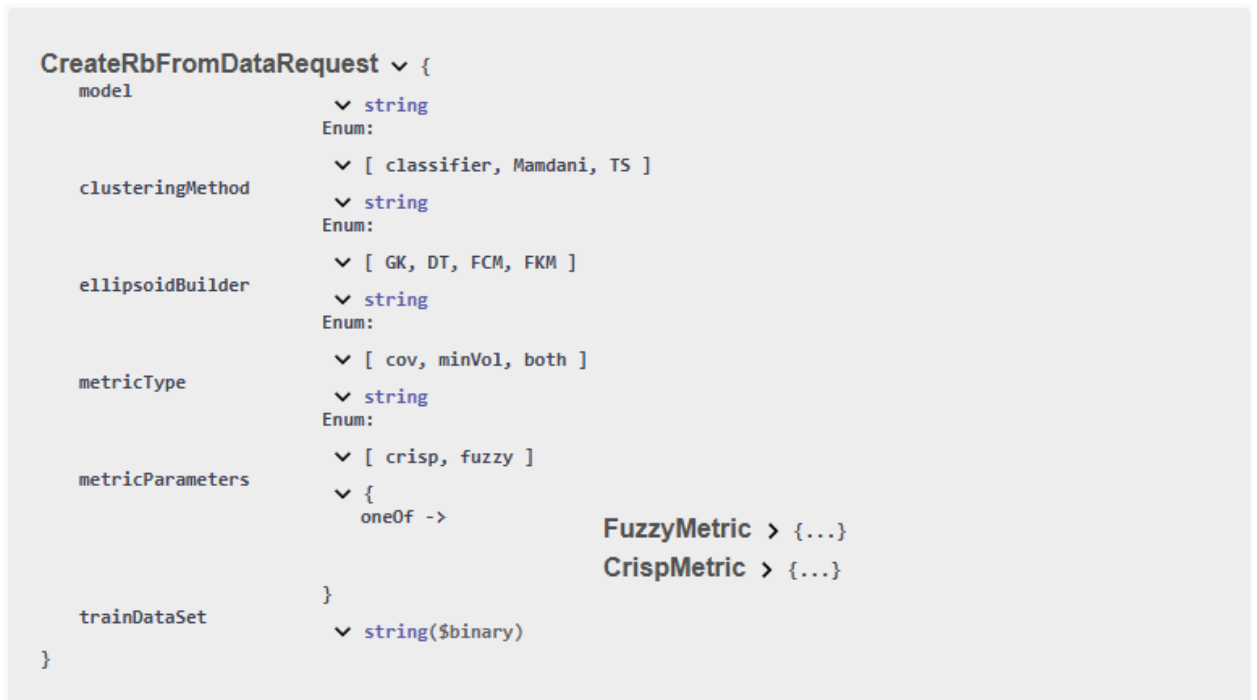 CreateRbFromDataRequest {
model
string
Enum:
[ classifier, Mamdani, TS ]
clusteringMethod
string
Enum:
[ GK, DT, FCM, FKM ]
ellipsoidBuilder
string
Enum:
[ cov, minVol, both ]
metricType
string
Enum:
[ crisp, fuzzy ]
metricParameters
{
oneOf ->
FuzzyMetric > {...}
CrispMetric > {...}
}
trainDataSet
string($binary)
}